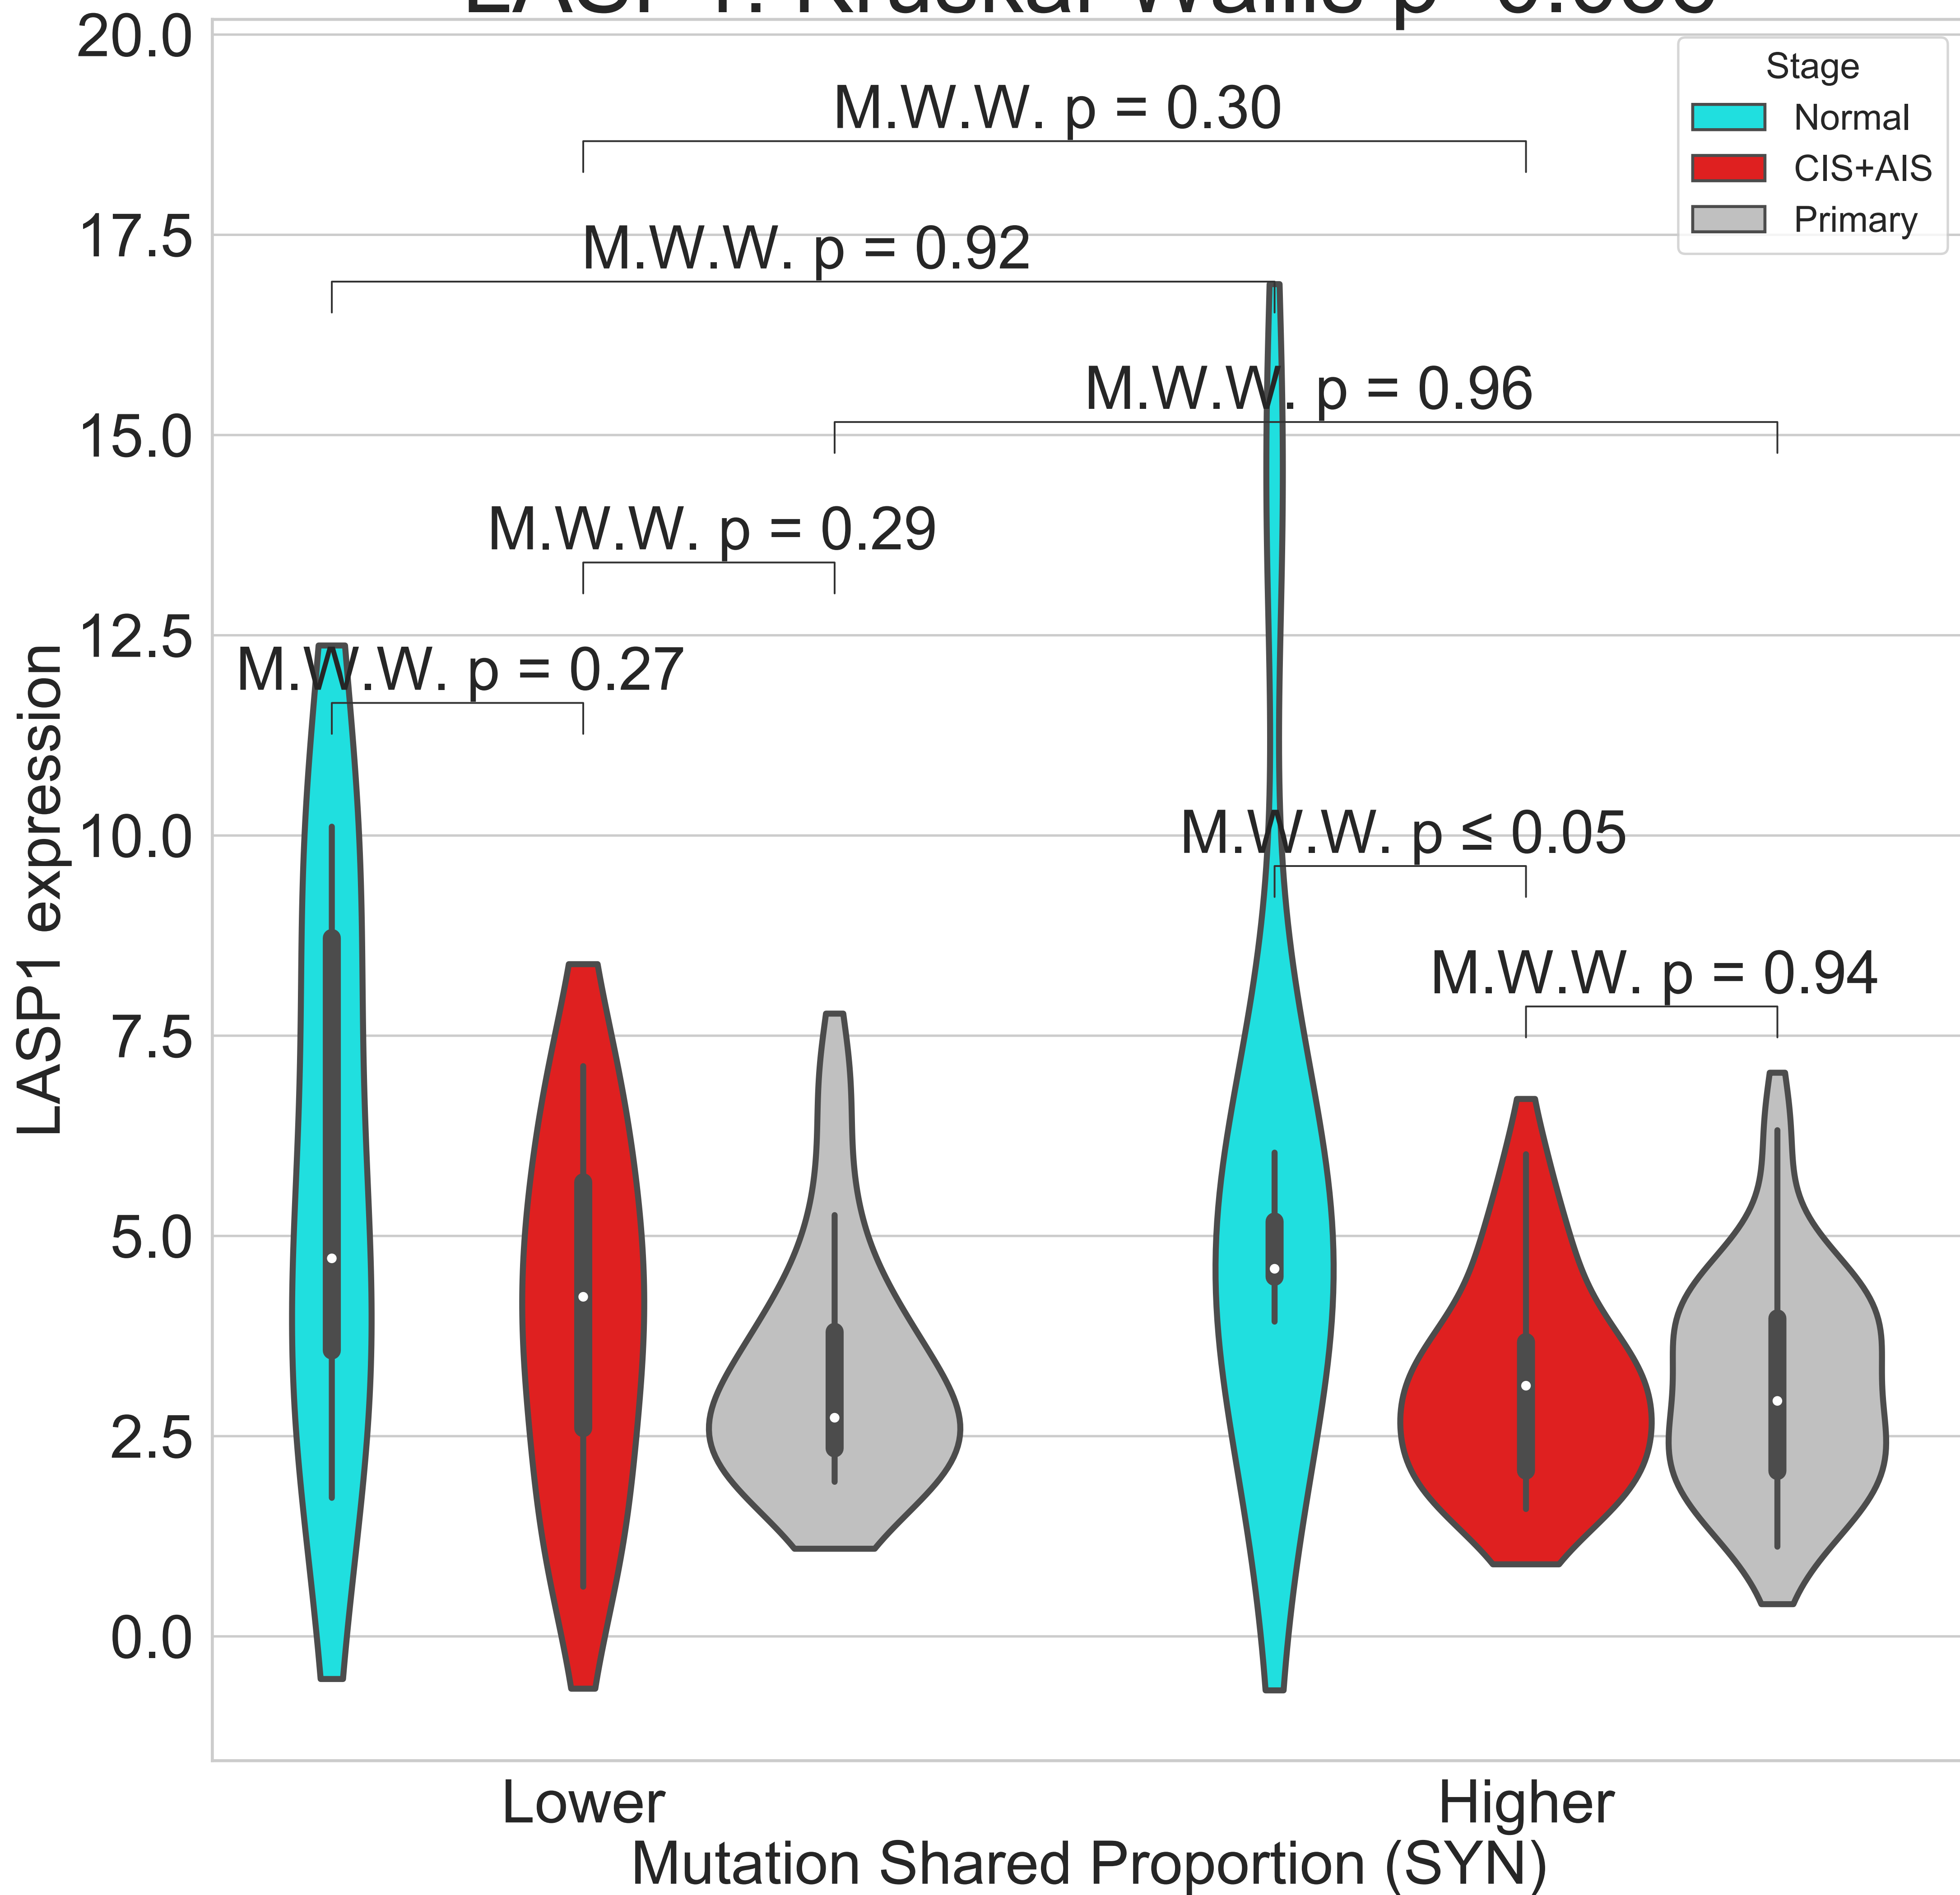 20.0
17.5
15.0
12.5
10.0
7.5
5.0
2.5
0.0
LASP1 expression
M.W.W. p = 0.30
M.W.W. p = 0.92
M.W.W. p = 0.96
M.W.W. p = 0.29
M.W.W. p = 0.27
M.W.W. p ≤ 0.05
M.W.W. p = 0.94
Stage
Normal
CIS+AIS
Primary
Lower
Higher
Mutation Shared Proportion (SYN)